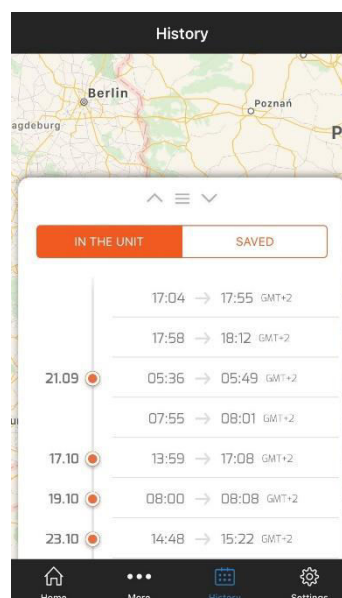 History
Berlin
Poznań
agdeburg
P
IN THE UNIT SAVED
17:04 → 17:55 GMT+2
17:58 → 18:12 GMT+2
21.09 05:36 → 05:49 GMT+2
07:55 → 08:01 GMT+2
17.10 13:59 → 17:08 GMT+2
19.10 08:00 → 08:08 GMT+2
23.10 14:48 → 15:22 GMT+2
Home More History Settings